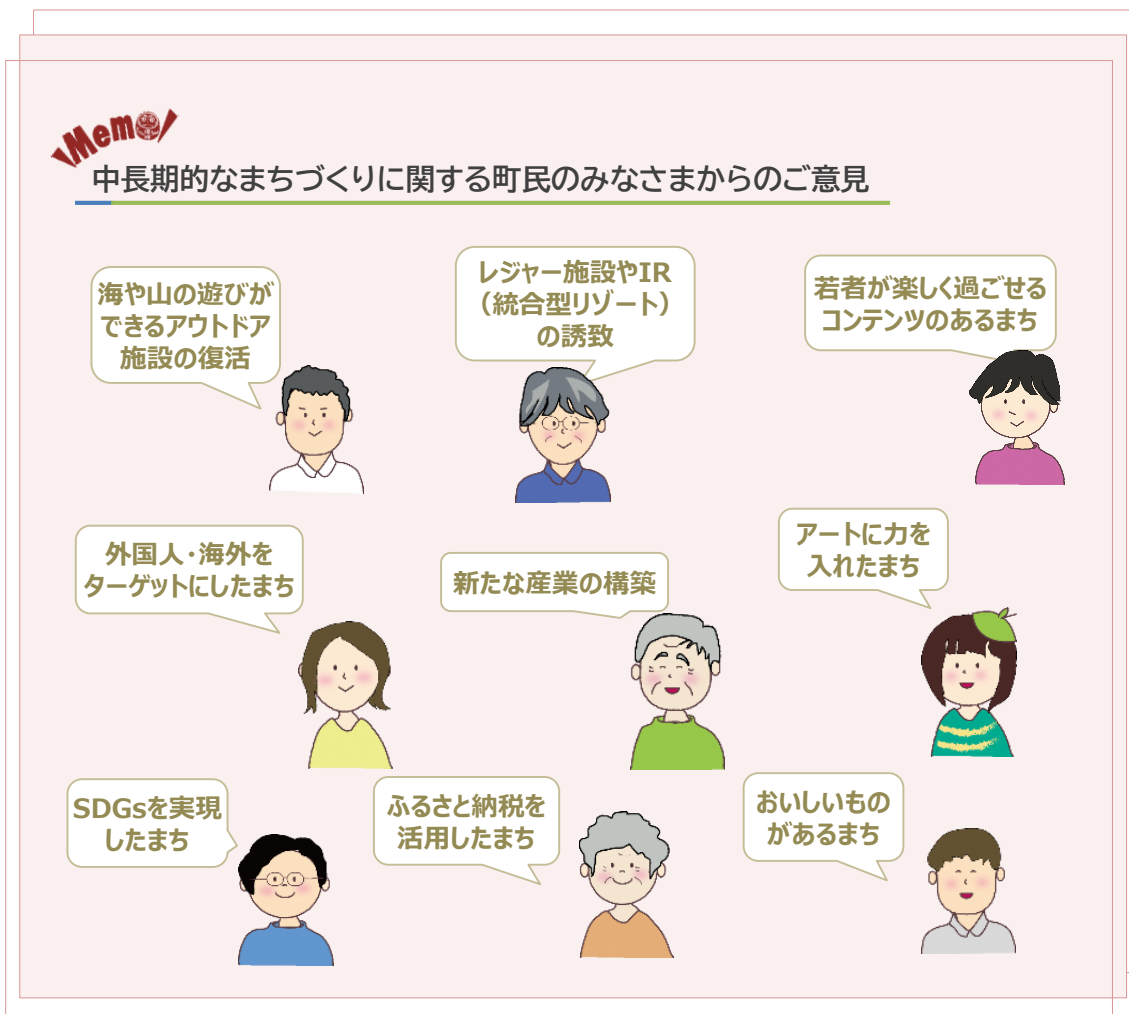 Memo
中長期的なまちづくりに関する町民のみなさまからのご意見
海や山の遊びが
できるアウトドア
施設の復活
レジャー施設やIR
（統合型リゾート）
の誘致
若者が楽しく過ごせる
コンテンツのあるまち
外国人・海外を
ターゲットにしたまち
新たな産業の構築
アートに力を
入れたまち
SDGsを実現
したまち
ふるさと納税を
活用したまち
おいしいもの
があるまち